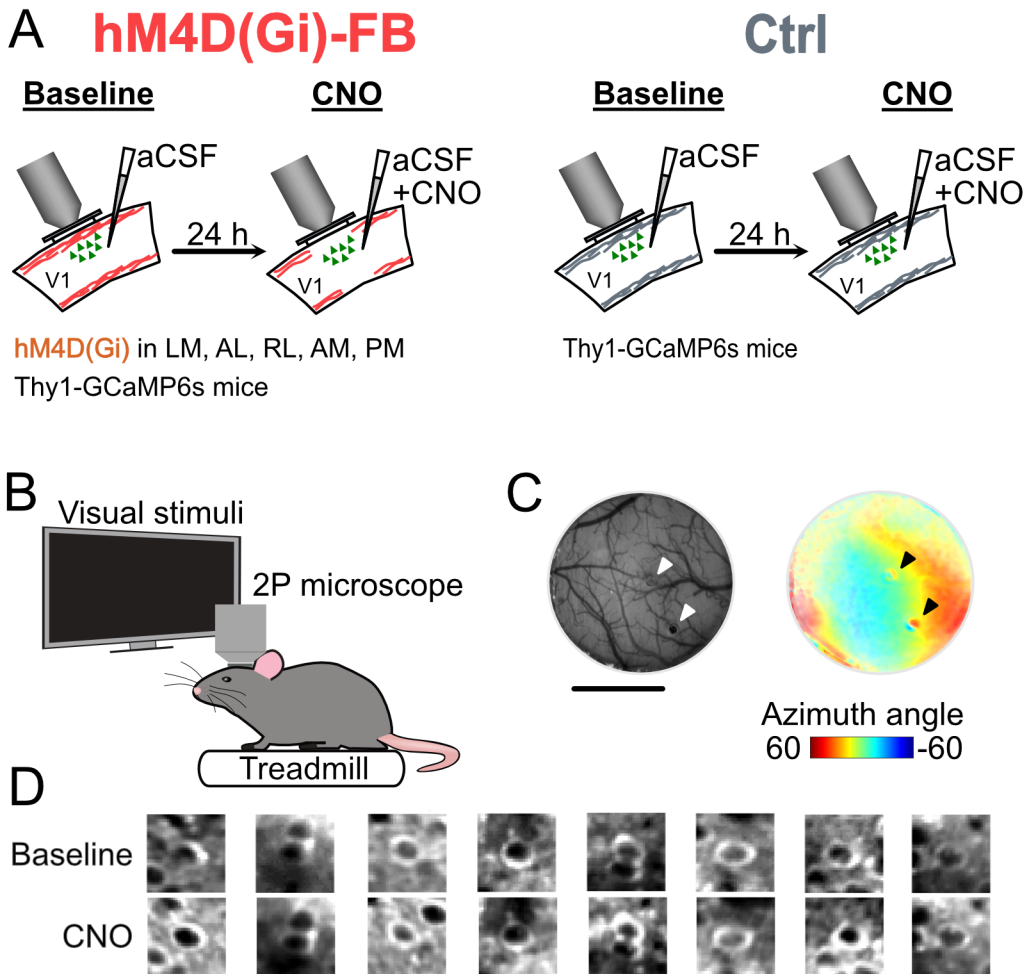 A
hM4D(Gi)-FB
Ctrl
Baseline
CNO
Baseline
CNO
aCSF
aCSF
+CNO
aCSF
aCSF
+CNO
24 h
24 h
V1
V1
V1
V1
hM4D(Gi) in LM, AL, RL, AM, PM
Thy1-GCaMP6s mice
Thy1-GCaMP6s mice
B
Visual stimuli
2P microscope
Treadmill
C
Azimuth angle
60
-60
D
Baseline
CNO